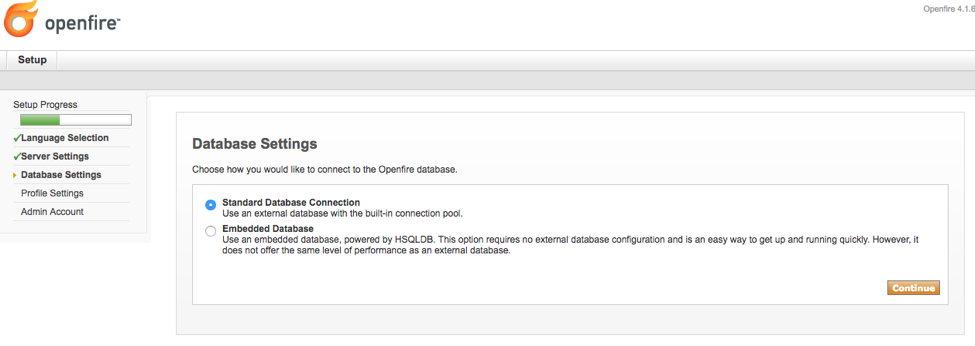 openfire™
Openfire 4.1.6
Setup
Setup Progress
Language Selection
Server Settings
Database Settings
Profile Settings
Admin Account
Database Settings
Choose how you would like to connect to the Openfire database.
Standard Database Connection
Use an external database with the built-in connection pool.
Embedded Database
Use an embedded database, powered by HSQLDB. This option requires no external database configuration and is an easy way to get up and running quickly. However, it
does not offer the same level of performance as an external database.
Continue